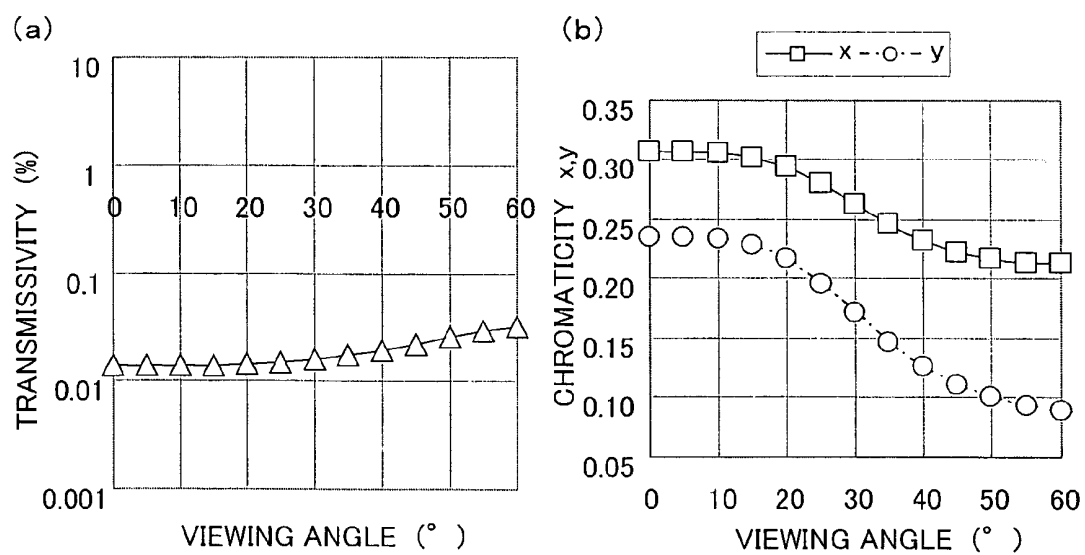 (a)
10
1
0 10 20 30 40 50 60
0.1
0.01
0.001
TRANSMISSIVITY (%)
VIEWING ANGLE (°)
(b)
x y
0.35
0.30
0.25
0.20
0.15
0.10
0.05
CHROMATICITY x,y
0 10 20 30 40 50 60
VIEWING ANGLE (°)